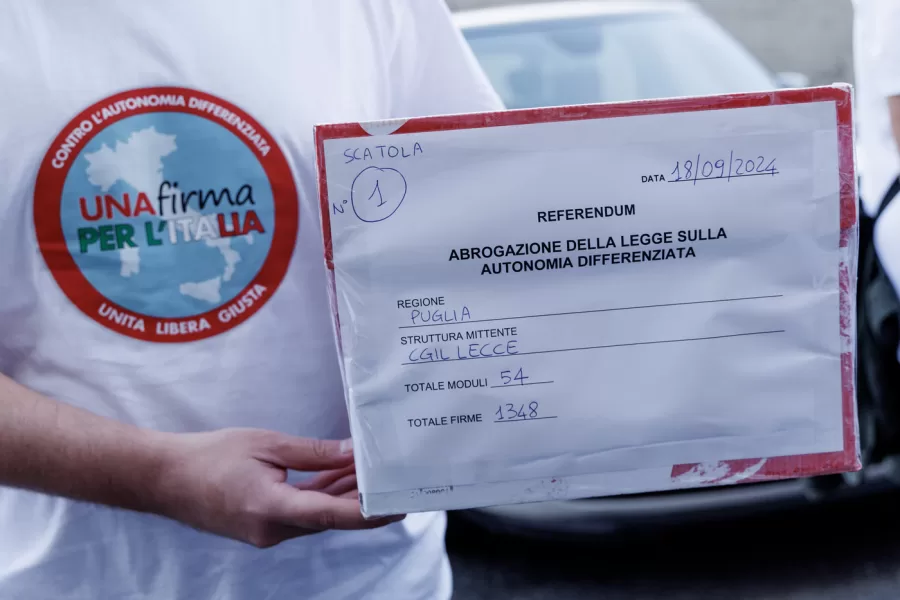 CONTRO L'AUTONOMIA DIFFERENZIATA
UNA firma
PER L'ITALIA
UNITA LIBERA GIUSTA
SCATOLA
N° 1
DATA 18/09/2024
REFERENDUM
ABROGAZIONE DELLA LEGGE SULLA
AUTONOMIA DIFFERENZIATA
REGIONE
PUGLIA
STRUTTURA MITTENTE
CGIL LECCE
TOTALE MODULI 54
TOTALE FIRME 1348